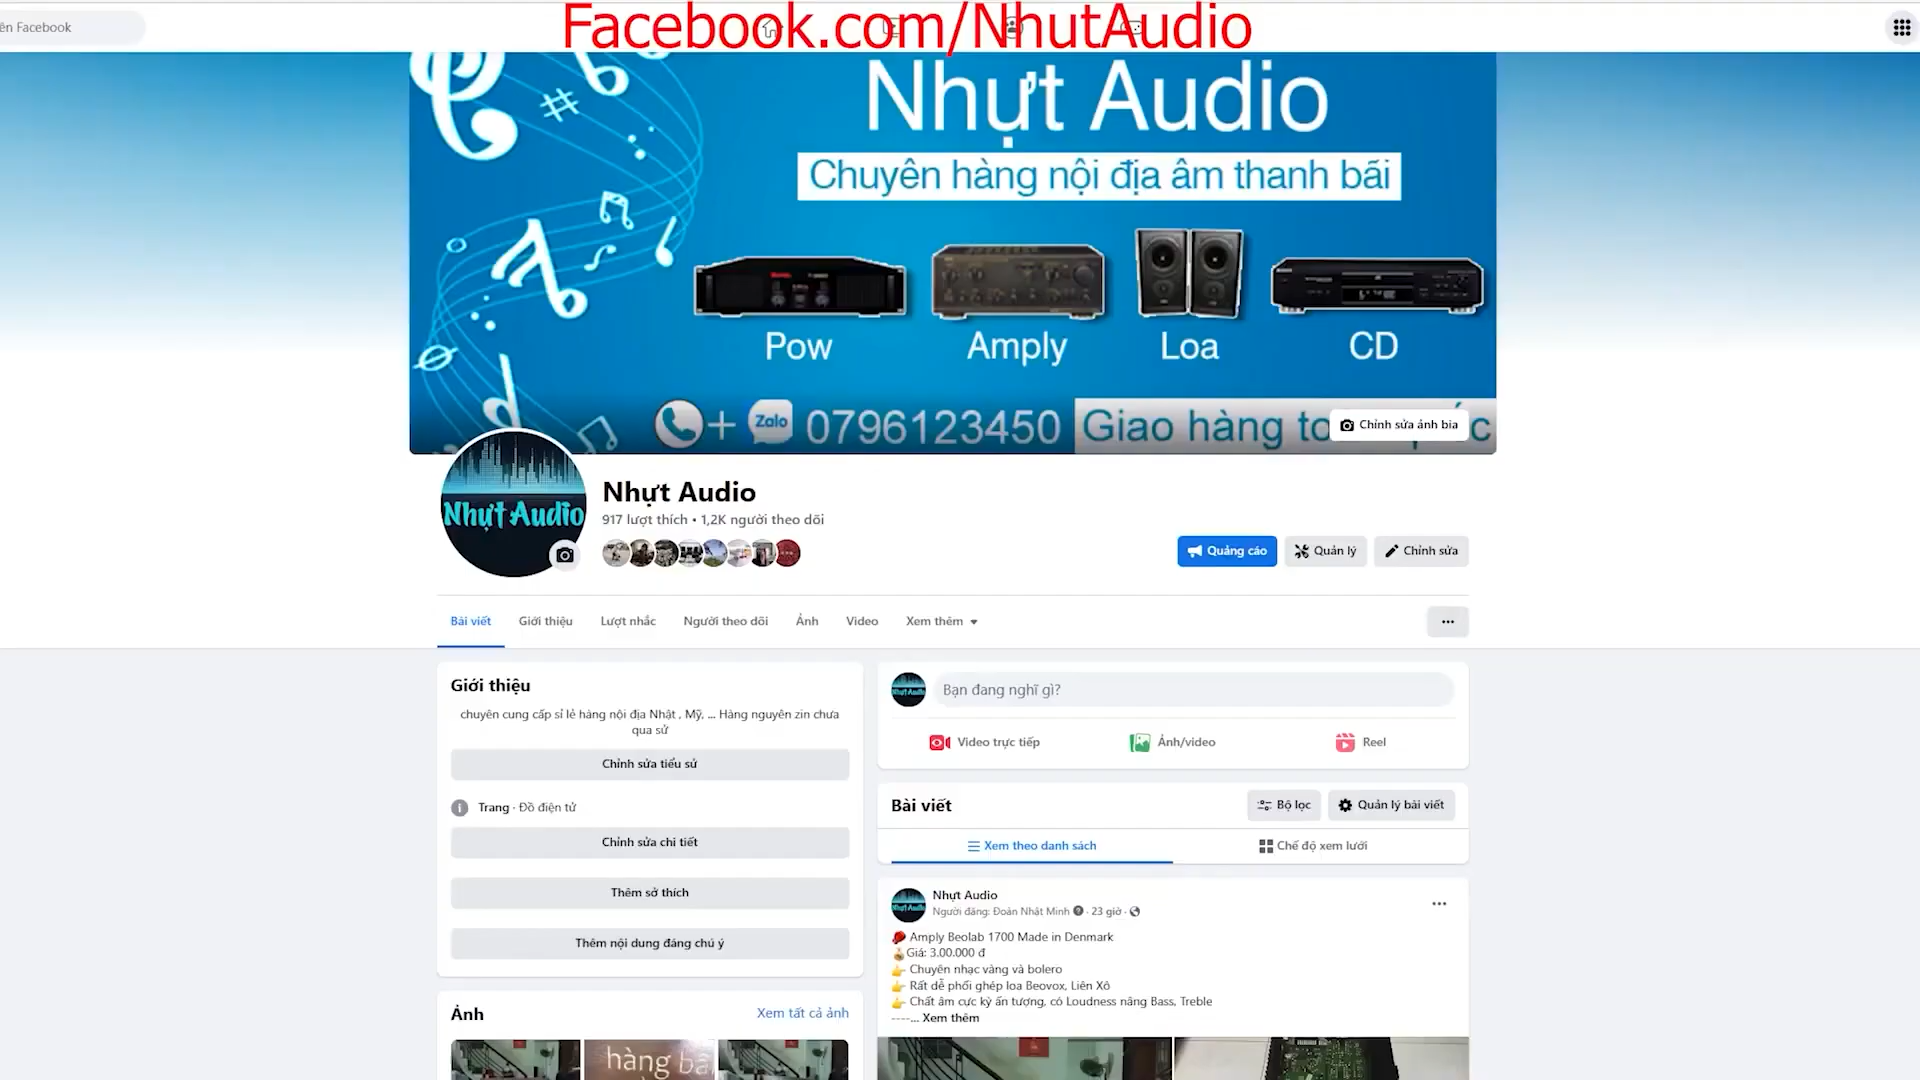 Facebook.com/NhutAudio
ên Facebook
Nhựt Audio
Chuyên hàng nội địa âm thanh bãi
Pow
Amply
Loa
CD
+ Zalo 0796123450
Giao hàng to
c
Chỉnh sửa ảnh bìa
Nhựt Audio
Nhựt Audio
917 lượt thích • 1,2K người theo dõi
Quảng cáo
Quản lý
Chỉnh sửa
Bài viết
Giới thiệu
Lượt nhắc
Người theo dõi
Ảnh
Video
Xem thêm
Giới thiệu
chuyên cung cấp sỉ lẻ hàng nội địa Nhật , Mỹ, ... Hàng nguyên zin chưa
qua sử
Chỉnh sửa tiểu sử
Trang · Đồ điện tử
Chỉnh sửa chi tiết
Thêm sở thích
Thêm nội dung đáng chú ý
Ảnh
Xem tất cả ảnh
hàng bã
Bạn đang nghĩ gì?
Video trực tiếp
Ảnh/video
Reel
Bài viết
Bộ lọc
Quản lý bài viết
Xem theo danh sách
Chế độ xem lưới
Nhựt Audio
Người đăng: Đoàn Nhật Minh · 23 giờ ·
Amply Beolab 1700 Made in Denmark
Giá: 3.00.000 đ
Chuyên nhạc vàng và bolero
Rất dễ phối ghép loa Beovox, Liên Xô
Chất âm cực kỳ ấn tượng, có Loudness nâng Bass, Treble
----... Xem thêm